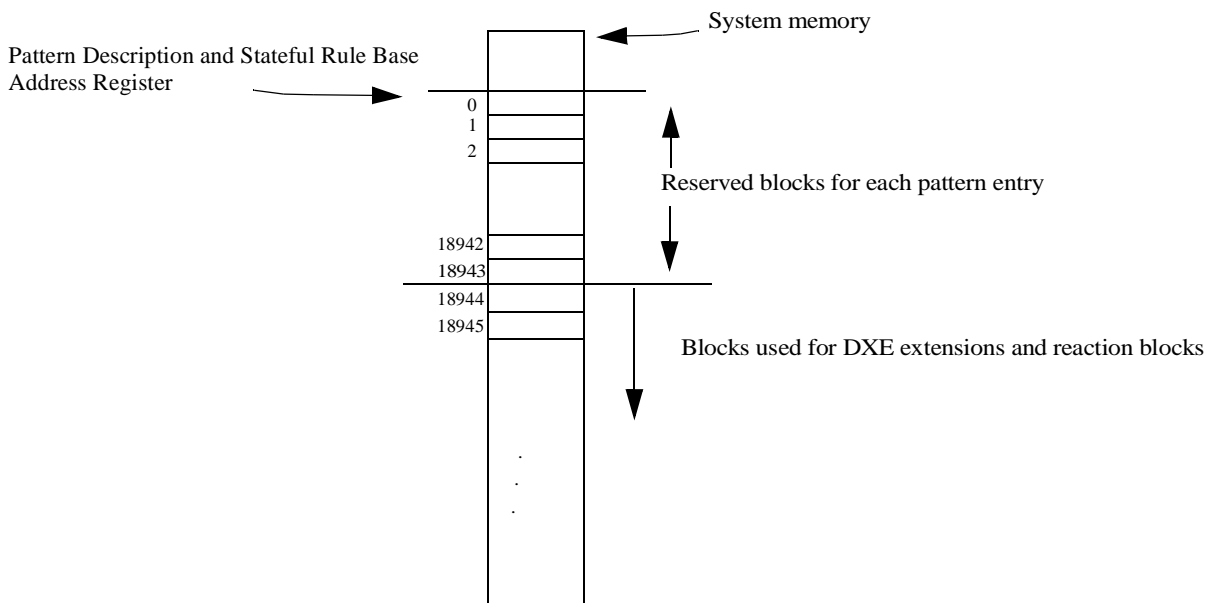 System memory
Pattern Description and Stateful Rule Base
Address Register
0
1
2
Reserved blocks for each pattern entry
18942
18943
18944
18945
Blocks used for DXE extensions and reaction blocks
.
.
.